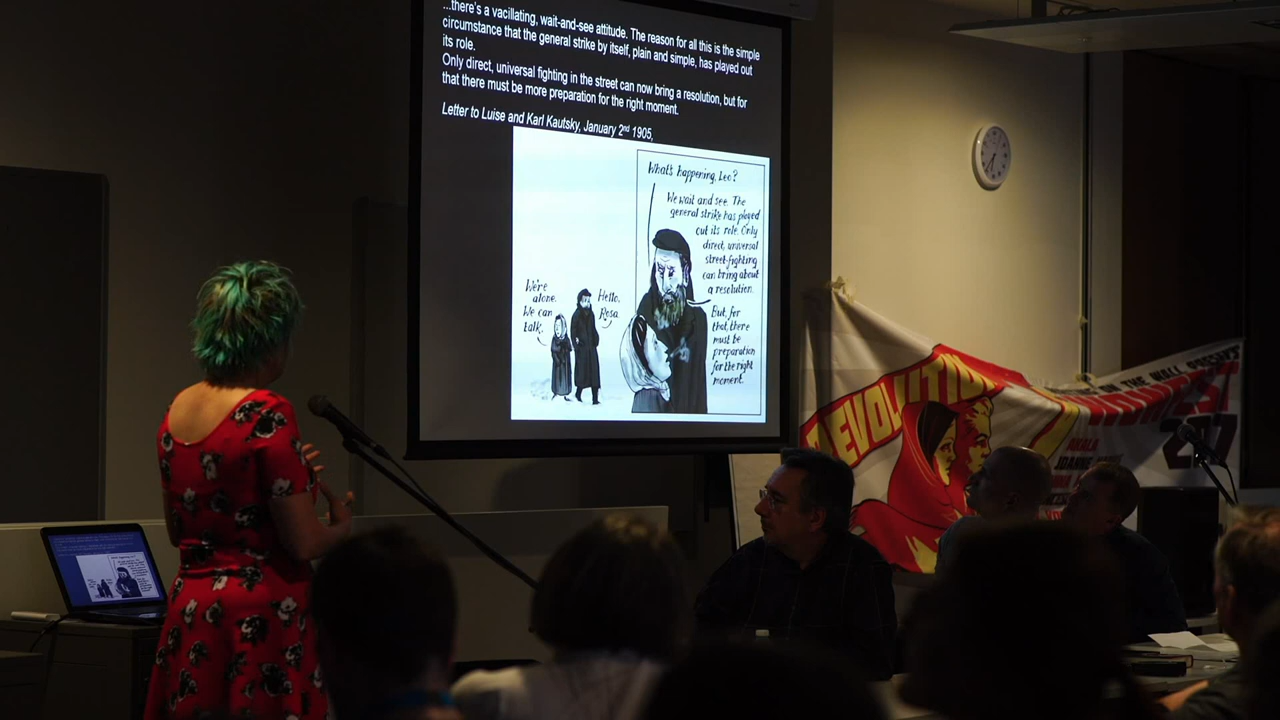 ...there's a vacillating, wait-and-see attitude. The reason for all this is the simple
circumstance that the general strike by itself, plain and simple, has played out
its role.
Only direct, universal fighting in the street can now bring a resolution, but for
that there must be more preparation for the right moment.
Letter to Luise and Karl Kautsky, January 2nd 1905,
We're
alone.
We can
talk.
Hello,
Rosa.
What's happening, Leo?
We wait and see. The
general strike has played
out its role. Only
direct, universal
street-fighting
can bring about
a resolution.
But, for
that, there
must be
preparation
for the right
moment.
REVOLUTION
ON THE WALL